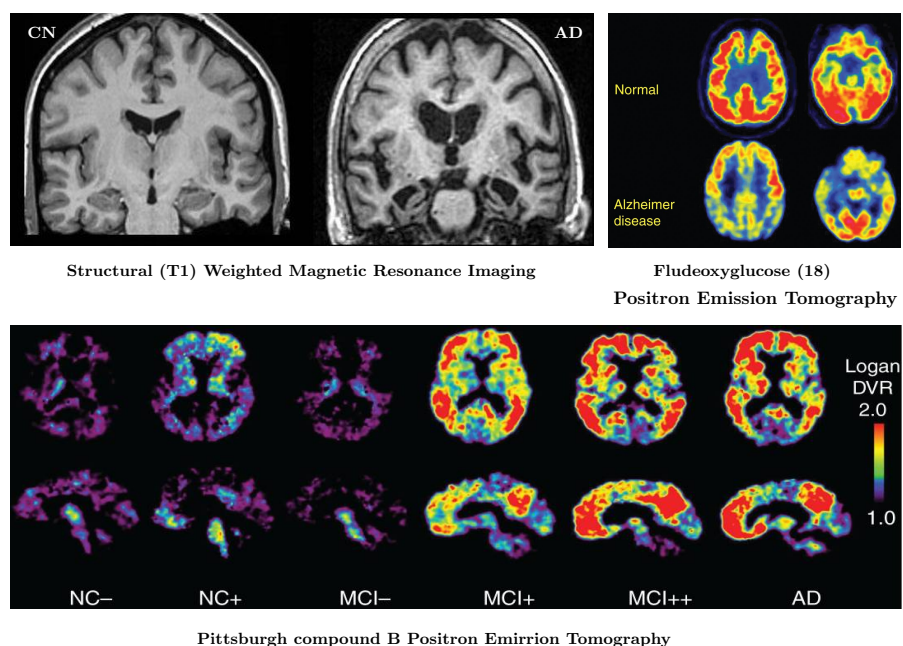 CN
AD
Normal
Alzheimer
disease
Structural (T1) Weighted Magnetic Resonance Imaging
Fludeoxyglucose (18)
Positron Emission Tomography
Logan
DVR
2.0
1.0
NC−
NC+
MCI−
MCI+
MCI++
AD
Pittsburgh compound B Positron Emirrion Tomography